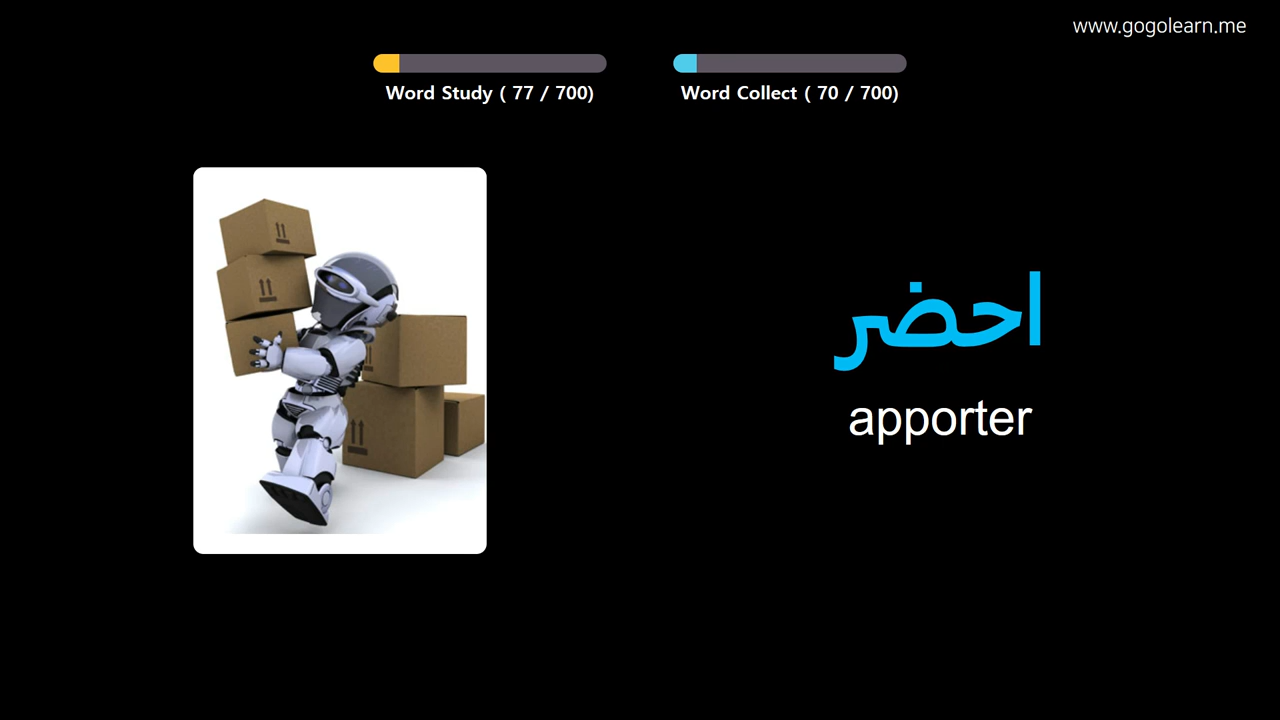 www.gogolearn.me
Word Study ( 77 / 700)
Word Collect ( 70 / 700)
احضر
apporter